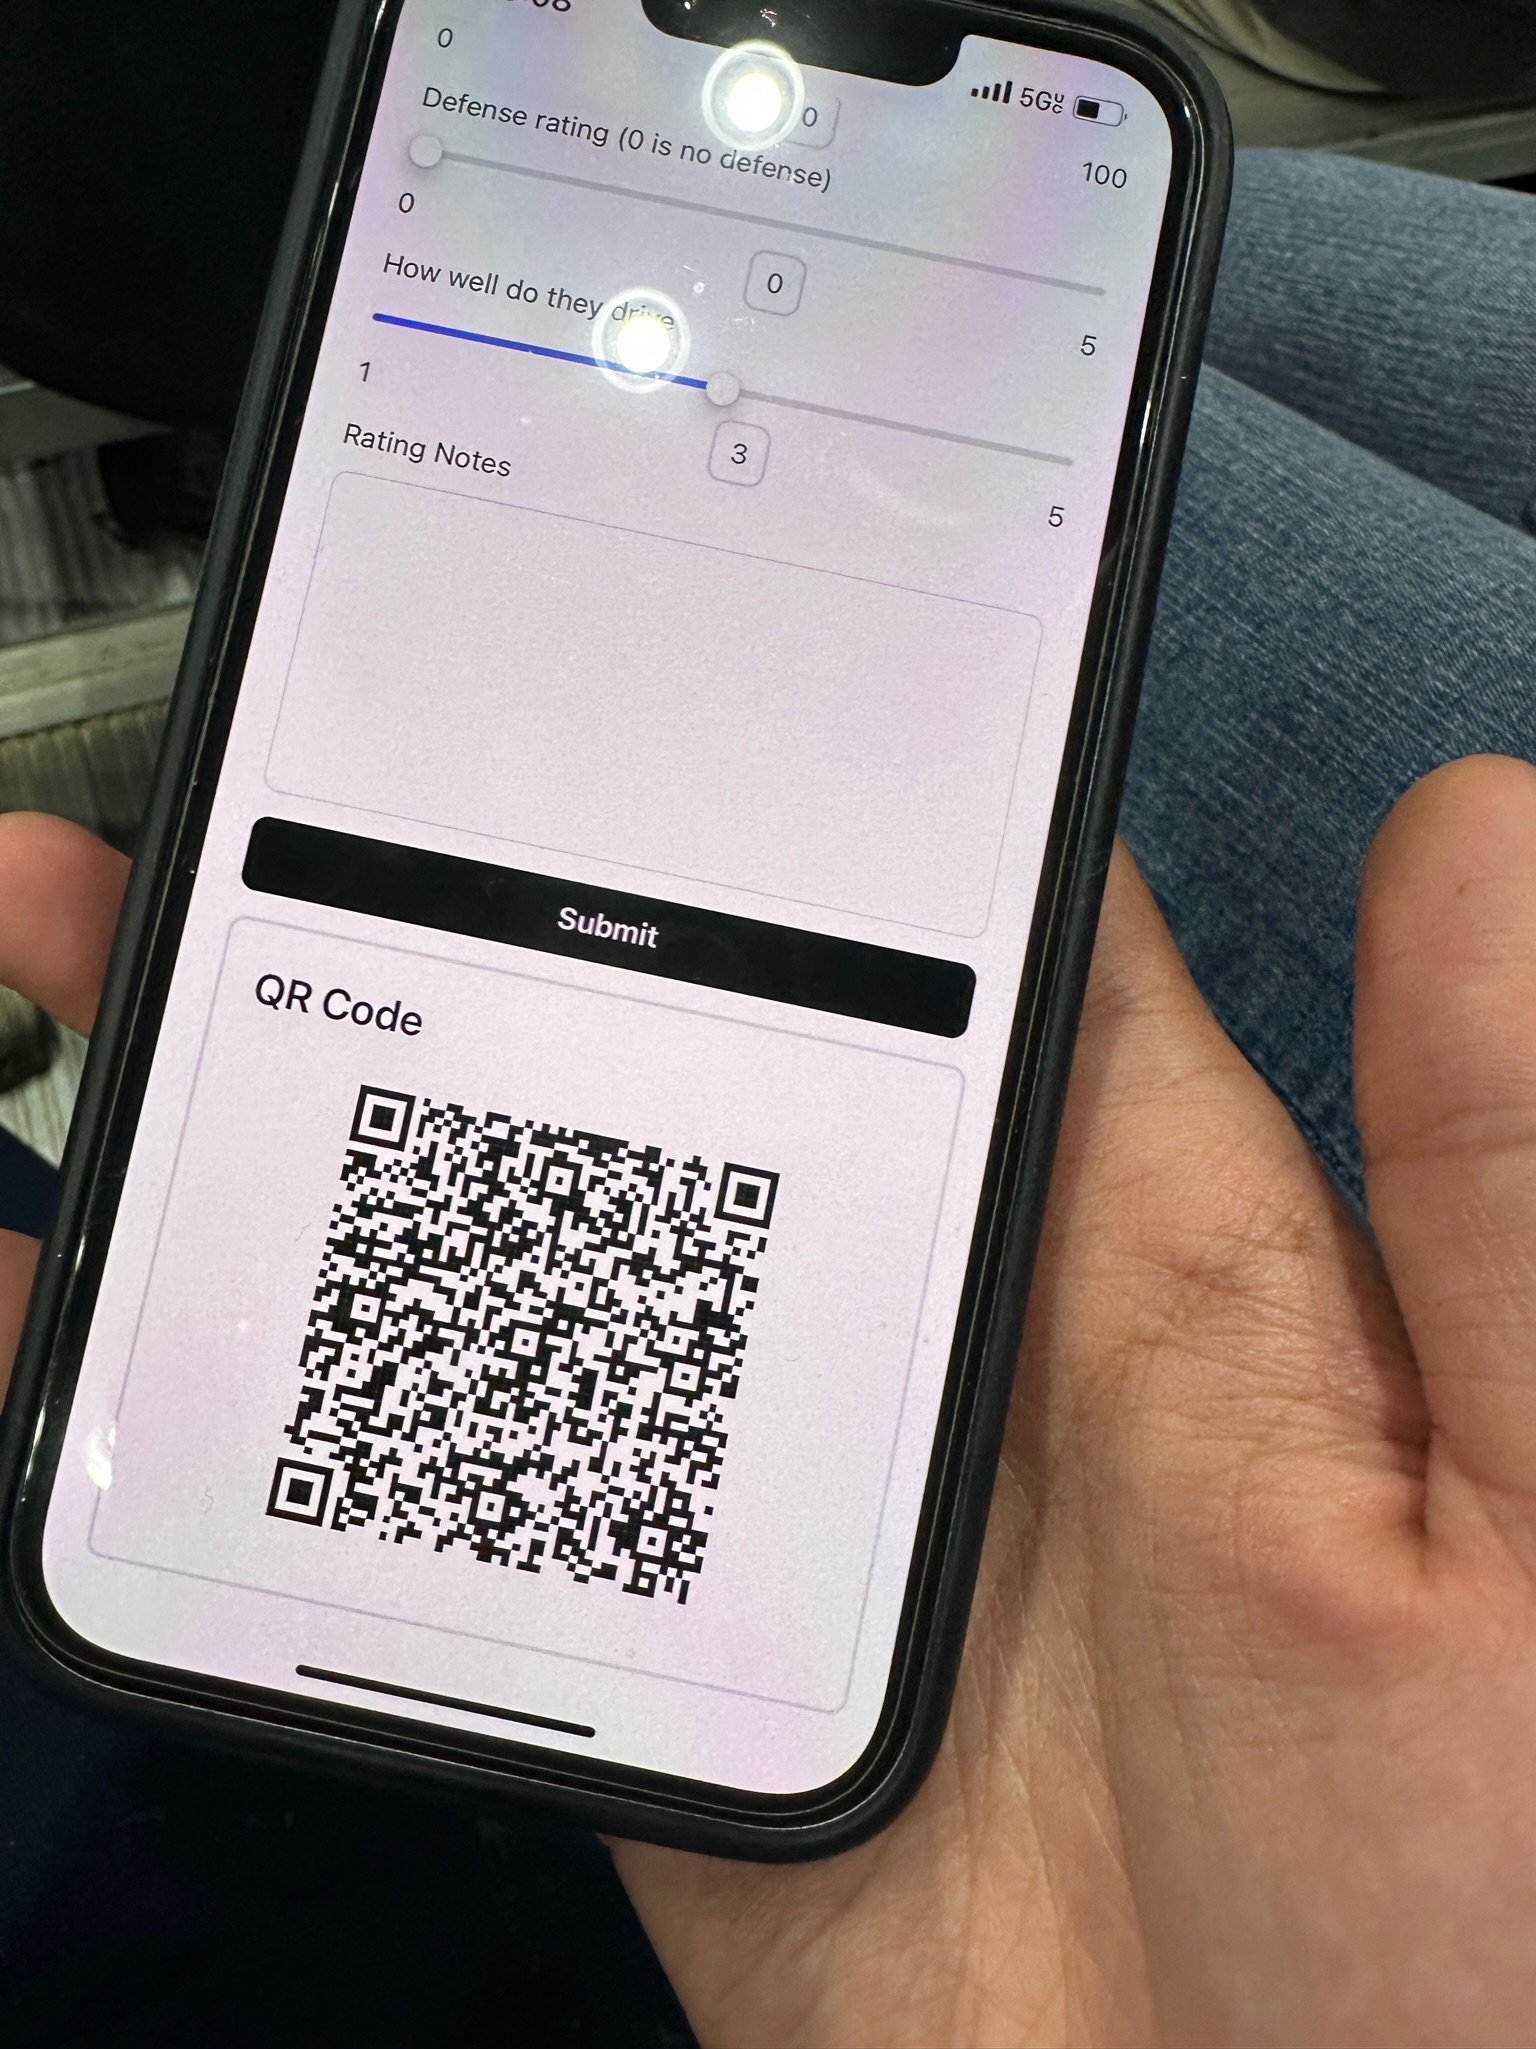 0
0
100
5G
Defense rating (0 is no defense)
0
0
5
How well do they drive
1
3
5
Rating Notes
Submit
QR Code